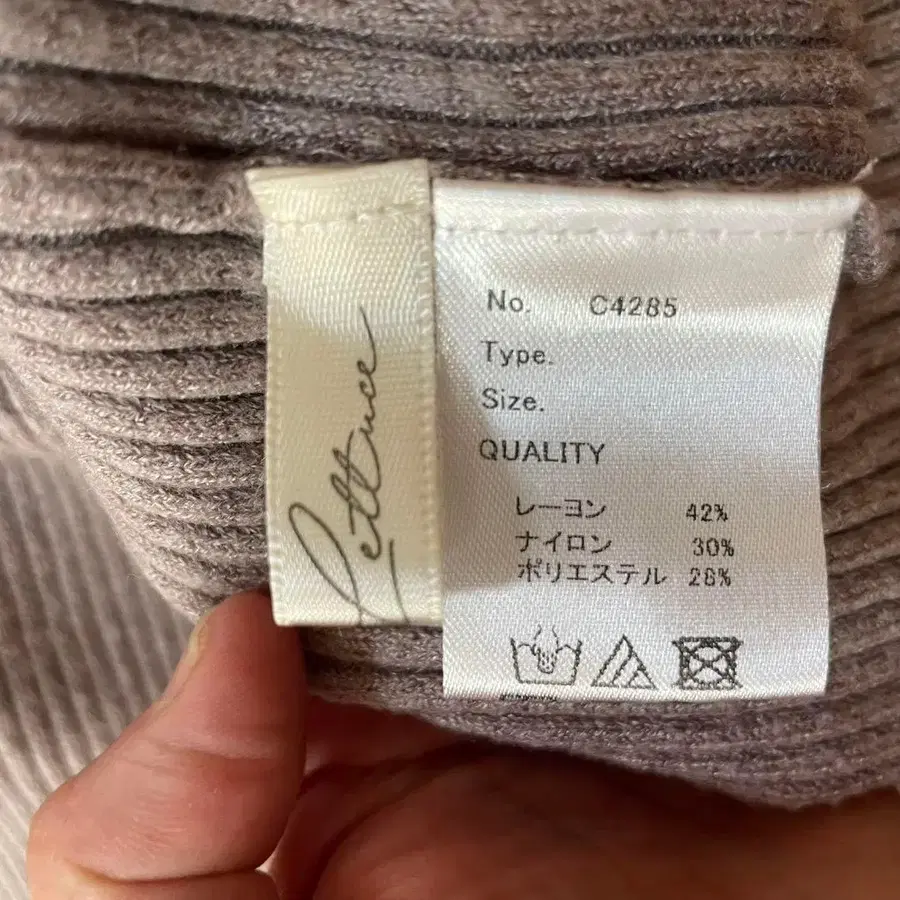 Lettuce
No. C4285
Type.
Size.
QUALITY
レーヨン 42%
ナイロン 30%
ポリエステル 28%